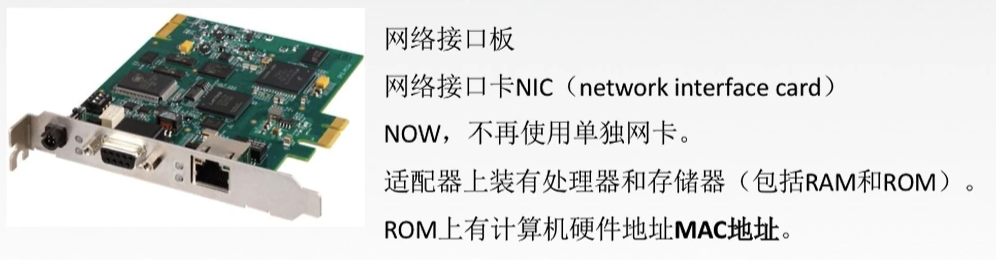 网络接口板
网络接口卡NIC（network interface card）
NOW，不再使用单独网卡。
适配器上装有处理器和存储器（包括RAM和ROM）。
ROM上有计算机硬件地址MAC地址。